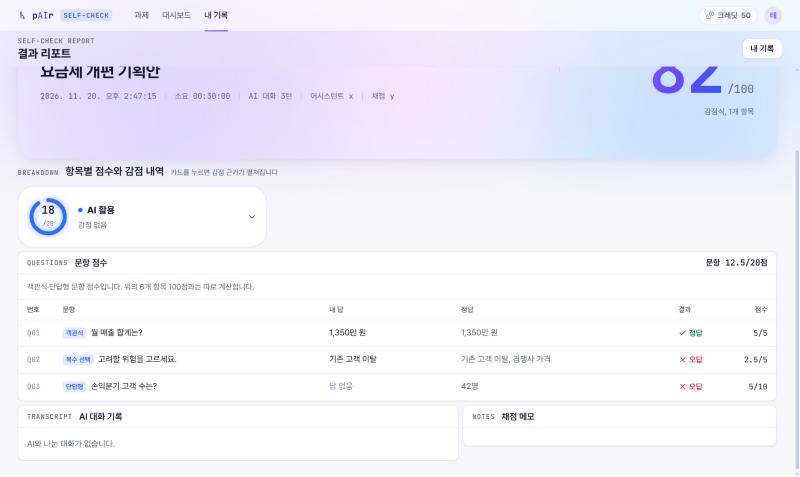 pAIr SELF-CHECK 과제 대시보드 내 기록 크레딧 50 테
SELF-CHECK REPORT
결과 리포트 내 기록
요금제 개편 기획안 82 /100
2026. 11. 20. 오후 2:47:15 소요 00:30:00 AI 대화 3턴 어시스턴트 x 채점 y
감점식, 1개 항목
BREAKDOWN 항목별 점수와 감점 내역 카드를 누르면 감점 근거가 펼쳐집니다
18 /20 AI 활용
감점 없음
QUESTIONS 문항 점수 문항 12.5/20점
객관식·단답형 문항 점수입니다. 위의 6개 항목 100점과는 따로 계산합니다.
번호 문항 내 답 정답 결과 점수
Q01 객관식 월 매출 합계는? 1,350만 원 1,350만 원 정답 5/5
Q02 복수 선택 고려할 위험을 고르세요. 기존 고객 이탈 기존 고객 이탈, 경쟁사 가격 오답 2.5/5
Q03 단답형 손익분기 고객 수는? 답 없음 42명 오답 5/10
TRANSCRIPT AI 대화 기록
AI와 나눈 대화가 없습니다.
NOTES 채점 메모